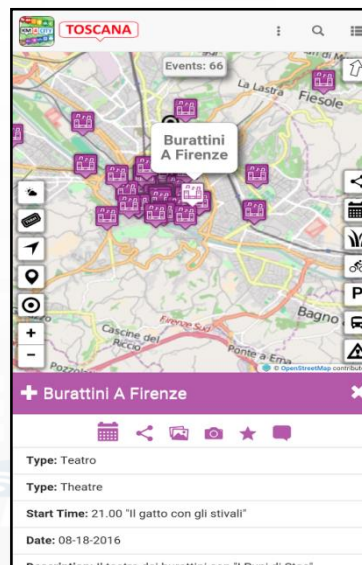 TOSCANA
Events: 66
La Lastra
Fiesole
Burattini
A Firenze
Firenze Sud
Cascine del
Riccio
Bagno
Ponte a Ema
© OpenStreetMap contribut
+
-
P
Burattini A Firenze
Type: Teatro
Type: Theatre
Start Time: 21.00 "Il gatto con gli stivali"
Date: 08-18-2016